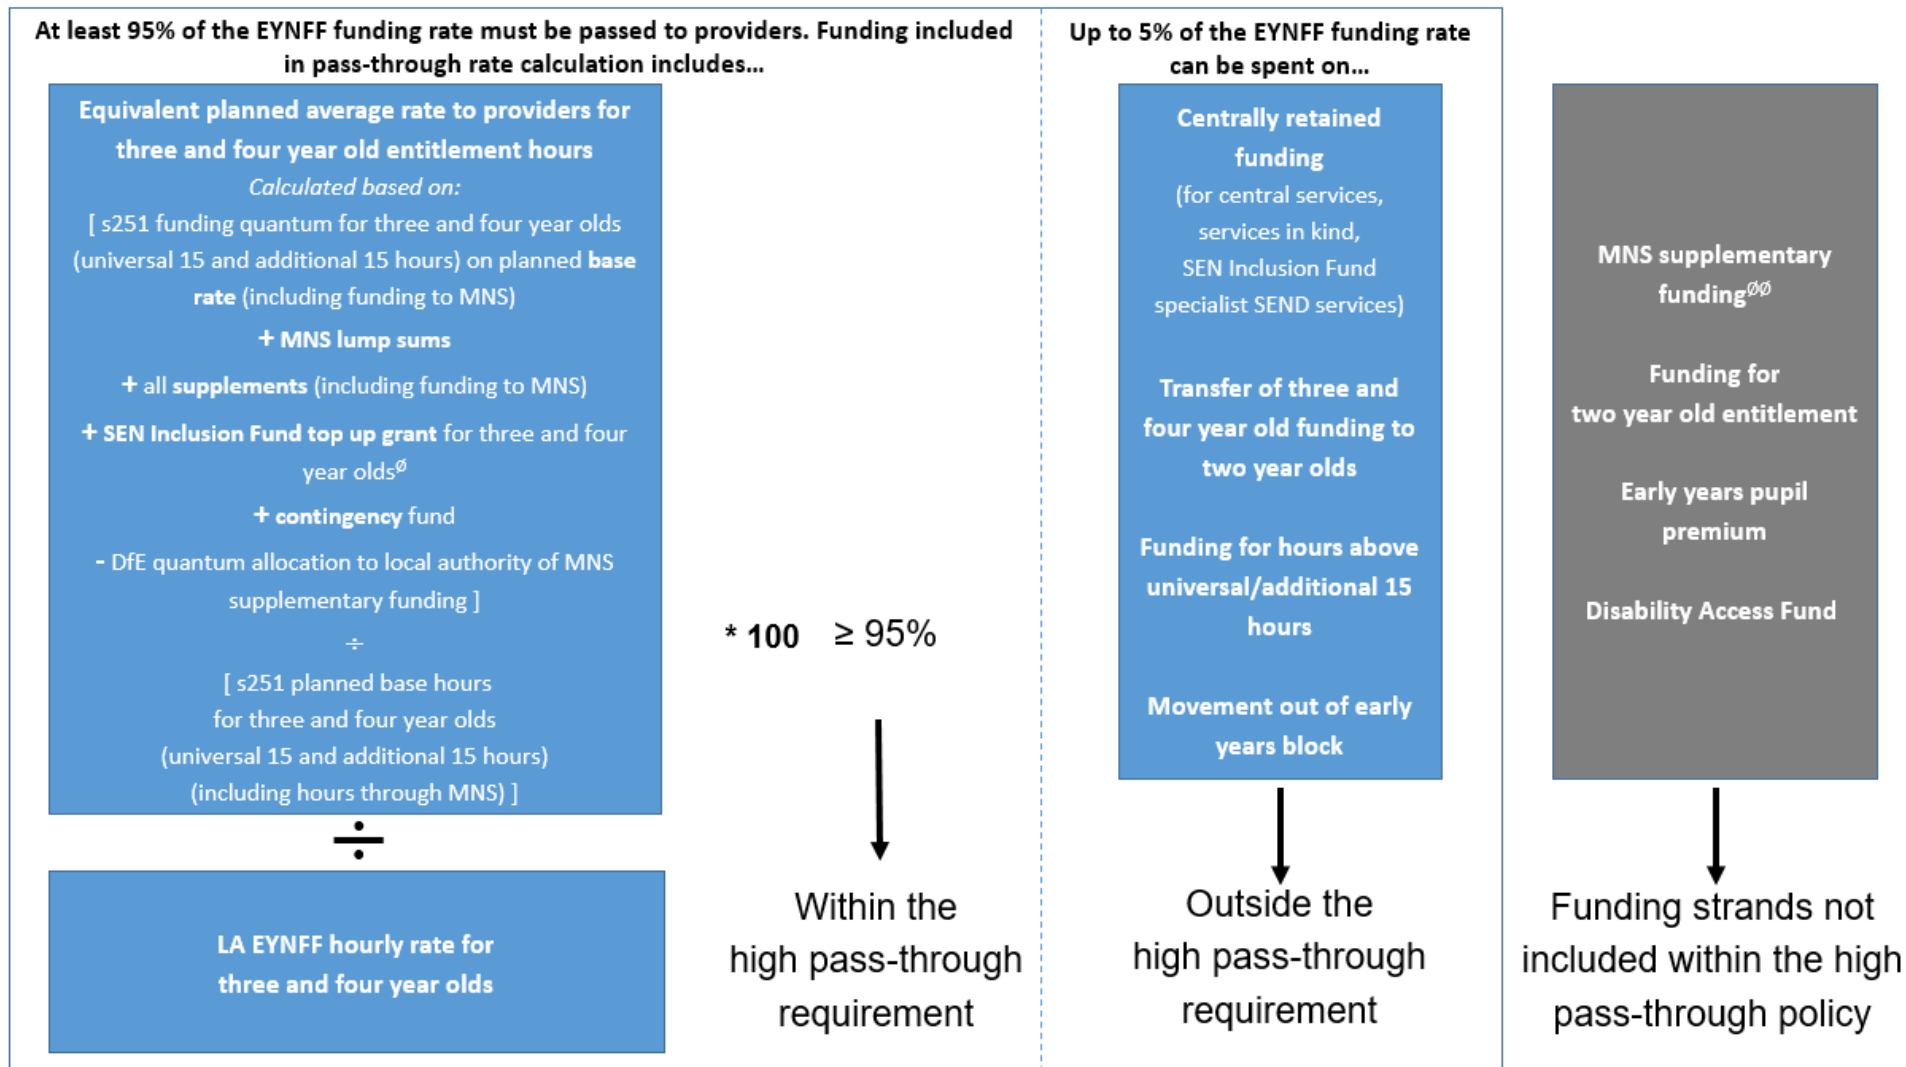 At least 95% of the EYNFF funding rate must be passed to providers. Funding included
in pass-through rate calculation includes...
Equivalent planned average rate to providers for
three and four year old entitlement hours
Calculated based on:
[ s251 funding quantum for three and four year olds
(universal 15 and additional 15 hours) on planned base
rate (including funding to MNS)
+ MNS lump sums
+ all supplements (including funding to MNS)
+ SEN Inclusion Fund top up grant for three and four
year olds^Ø
+ contingency fund
- DfE quantum allocation to local authority of MNS
supplementary funding ]
÷
[ s251 planned base hours
for three and four year olds
(universal 15 and additional 15 hours)
(including hours through MNS) ]
÷
LA EYNFF hourly rate for
three and four year olds
* 100 ≥ 95%
Within the
high pass-through
requirement
Up to 5% of the EYNFF funding rate
can be spent on...
Centrally retained
funding
(for central services,
services in kind,
SEN Inclusion Fund
specialist SEND services)
Transfer of three and
four year old funding to
two year olds
Funding for hours above
universal/additional 15
hours
Movement out of early
years block
Outside the
high pass-through
requirement
MNS supplementary
funding^ØØ
Funding for
two year old entitlement
Early years pupil
premium
Disability Access Fund
Funding strands not
included within the high
pass-through policy